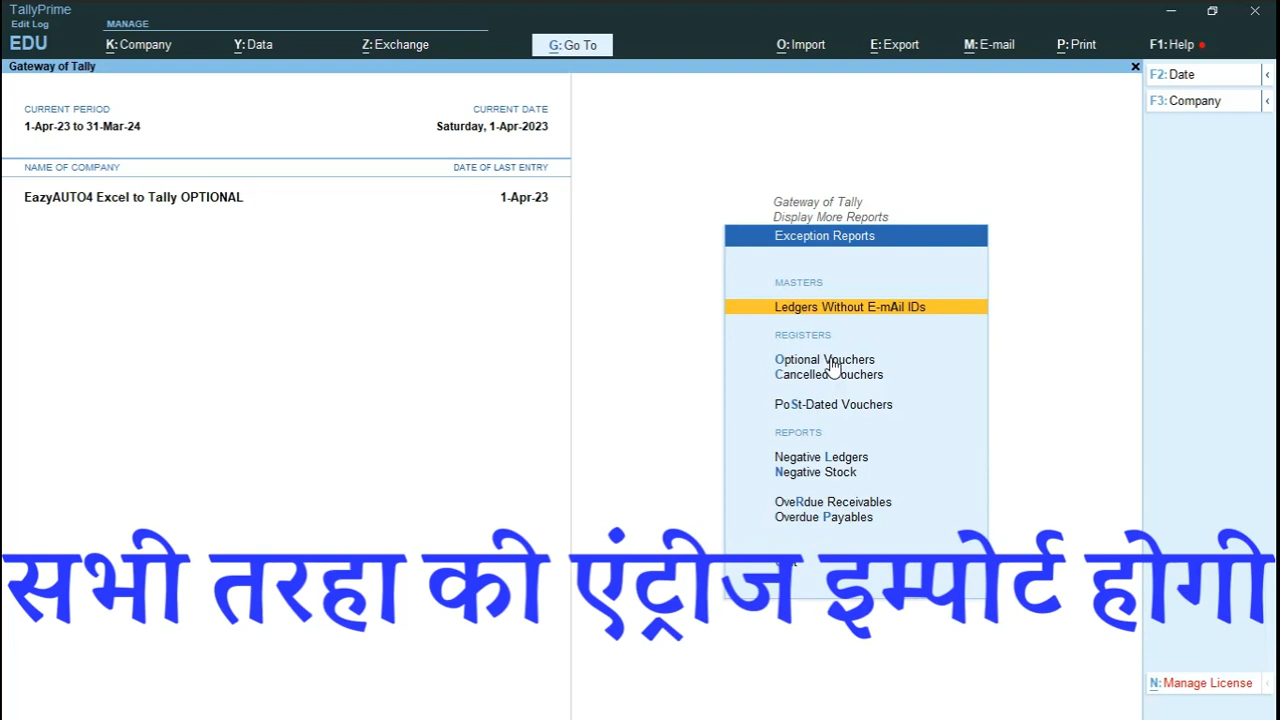 TallyPrime
Edit Log
EDU
MANAGE
K: Company
Y: Data
Z: Exchange
G: Go To
O: Import
E: Export
M: E-mail
P: Print
F1: Help
Gateway of Tally
F2: Date
F3: Company
CURRENT PERIOD
CURRENT DATE
1-Apr-23 to 31-Mar-24
Saturday, 1-Apr-2023
NAME OF COMPANY
DATE OF LAST ENTRY
EazyAUTO4 Excel to Tally OPTIONAL
1-Apr-23
Gateway of Tally
Display More Reports
Exception Reports
MASTERS
Ledgers Without E-mAil IDs
REGISTERS
Optional Vouchers
Cancelled Vouchers
PoSt-Dated Vouchers
REPORTS
Negative Ledgers
Negative Stock
OveRdue Receivables
Overdue Payables
सभी तरहा की एंट्रीज इम्पोर्ट होगी
N: Manage License